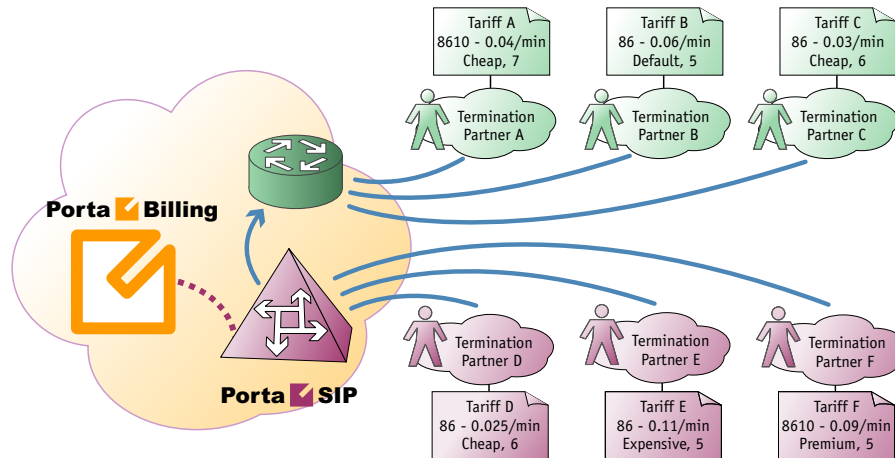 Tariff A
8610 - 0.04/min
Cheap, 7
Tariff B
86 - 0.06/min
Default, 5
Tariff C
86 - 0.03/min
Cheap, 6
Termination
Partner A
Termination
Partner B
Termination
Partner C
Porta Billing
Porta SIP
Termination
Partner D
Termination
Partner E
Termination
Partner F
Tariff D
86 - 0.025/min
Cheap, 6
Tariff E
86 - 0.11/min
Expensive, 5
Tariff F
8610 - 0.09/min
Premium, 5